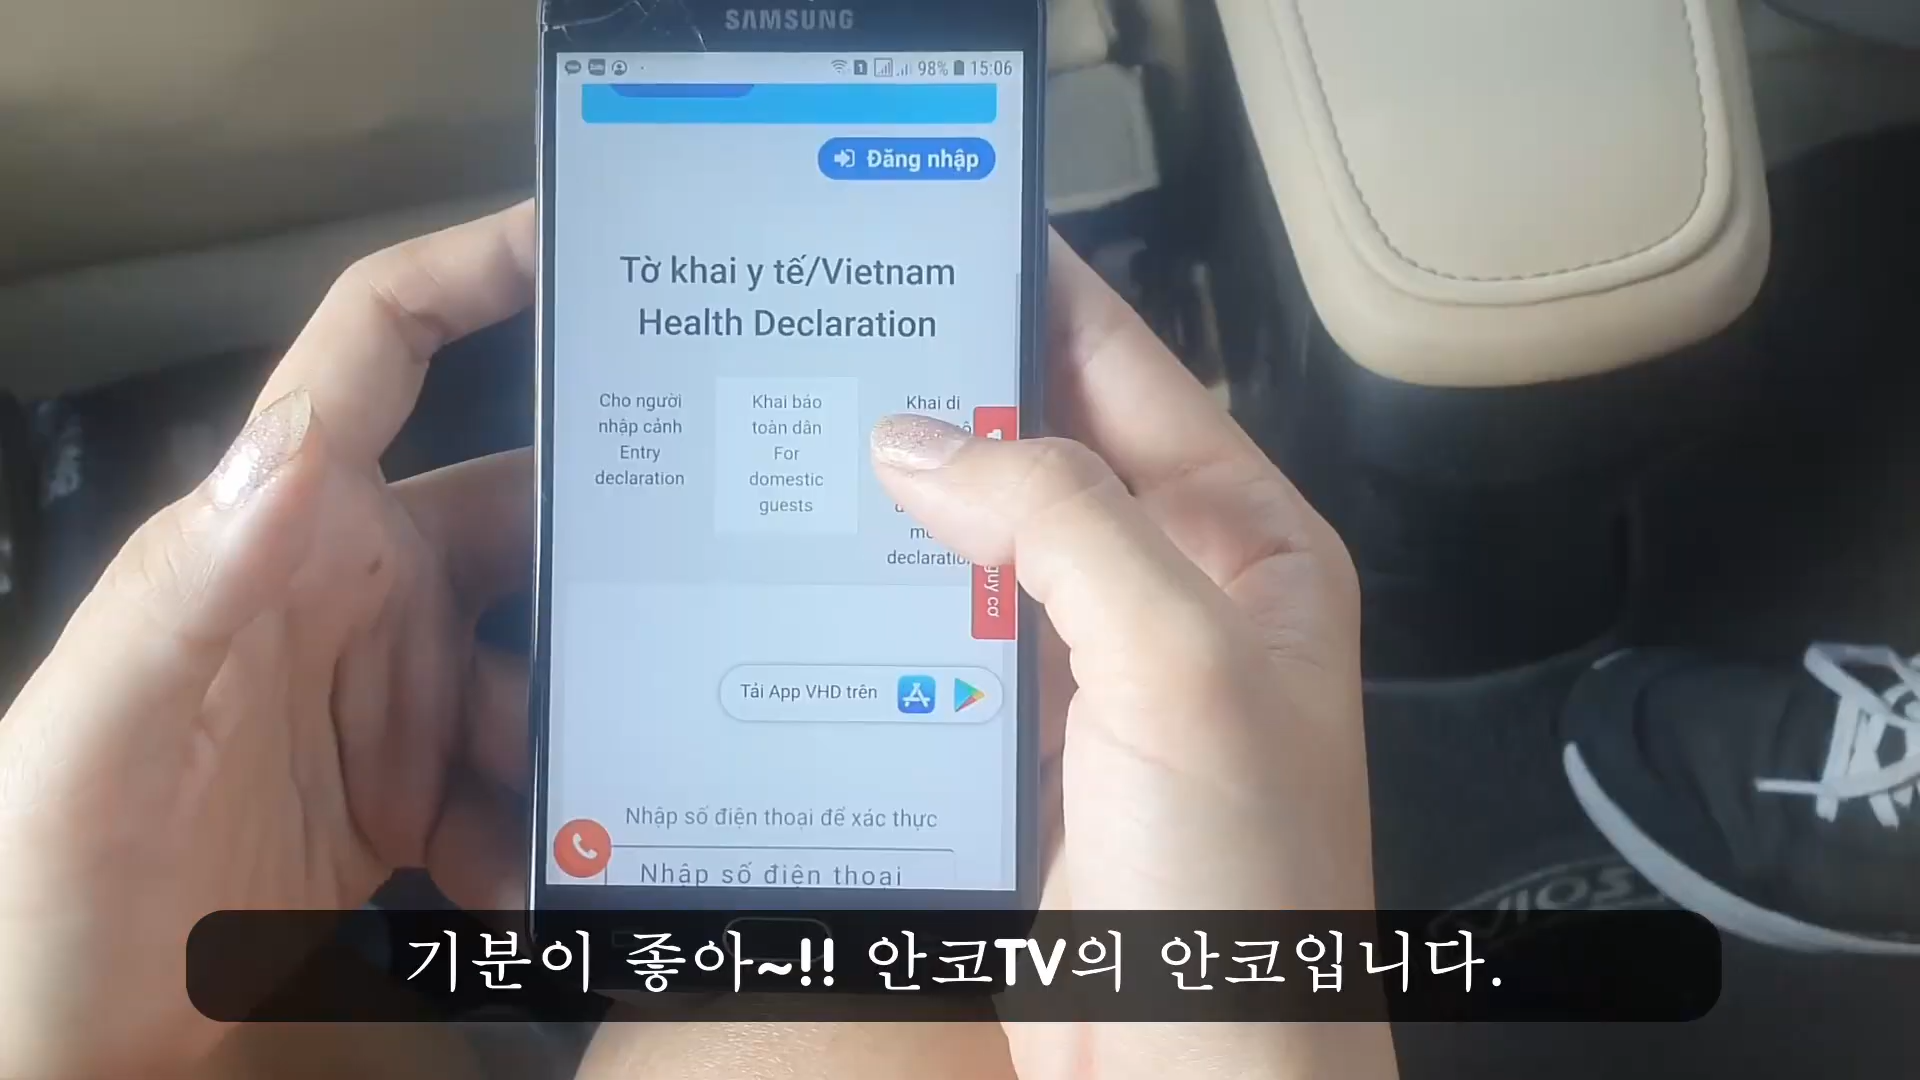 SAMSUNG
98% 15:06
Đăng nhập
Tờ khai y tế/Vietnam
Health Declaration
Cho người
nhập cảnh
Entry
declaration
Khai báo
toàn dân
For
domestic
guests
Khai di
guy cơ
Tải App VHD trên
Nhập số điện thoại để xác thực
Nhập số điện thoại
VIOS
기분이 좋아~!! 안코TV의 안코입니다.